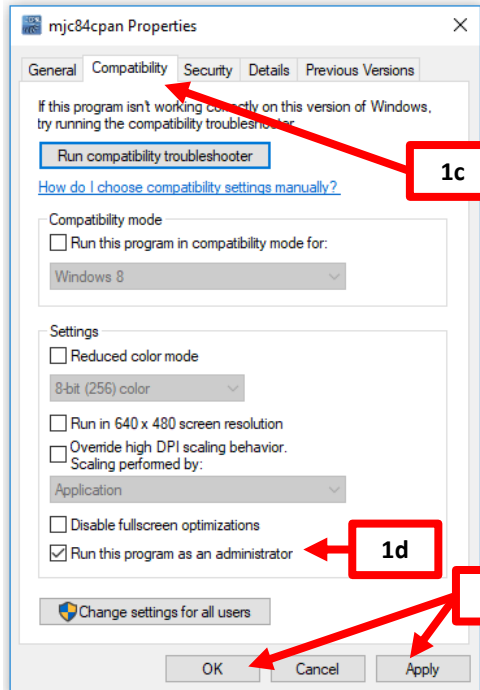 mjc84cpan Properties
General Compatibility Security Details Previous Versions
If this program isn't working correctly on this version of Windows,
try running the compatibility troubleshooter.
Run compatibility troubleshooter
1c
How do I choose compatibility settings manually?
Compatibility mode
Run this program in compatibility mode for:
Windows 8
Settings
Reduced color mode
8-bit (256) color
Run in 640 x 480 screen resolution
Override high DPI scaling behavior.
Scaling performed by:
Application
Disable fullscreen optimizations
Run this program as an administrator
1d
Change settings for all users
OK Cancel Apply